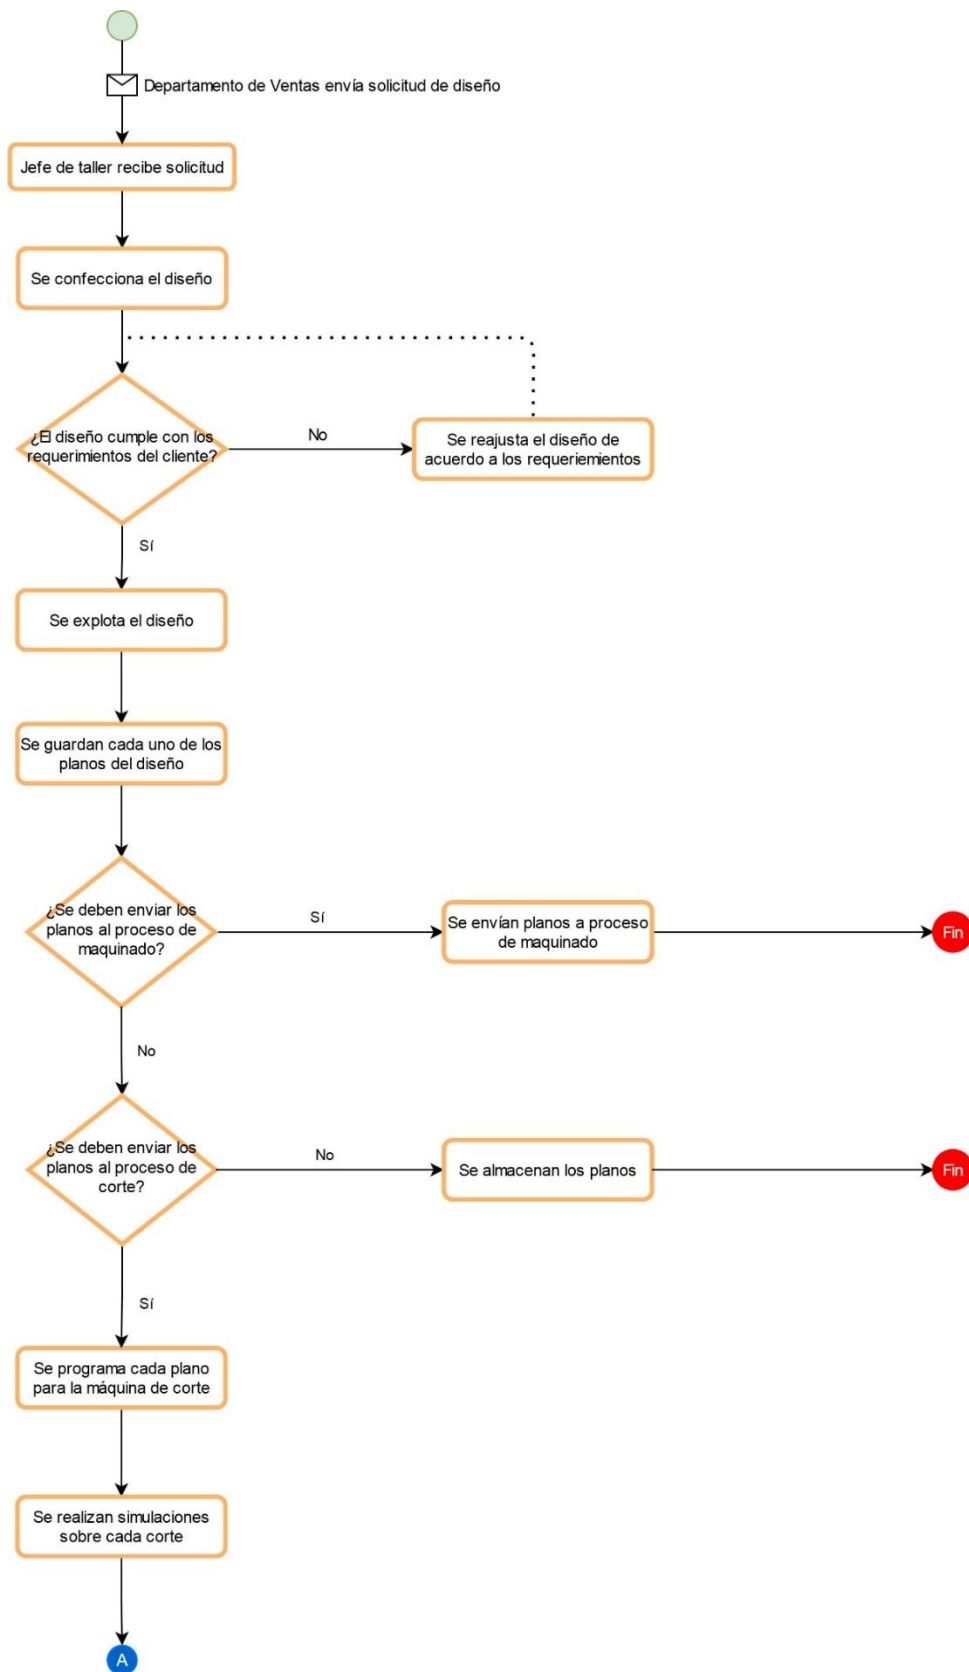 Departamento de Ventas envía solicitud de diseño
Jefe de taller recibe solicitud
Se confecciona el diseño
¿El diseño cumple con los
requerimientos del cliente?
No
Se reajusta el diseño de
acuerdo a los requeriemientos
Sí
Se explota el diseño
Se guardan cada uno de los
planos del diseño
¿Se deben enviar los
planos al proceso de
maquinado?
Sí
Se envían planos a proceso
de maquinado
Fin
No
¿Se deben enviar los
planos al proceso de
corte?
No
Se almacenan los planos
Fin
Sí
Se programa cada plano
para la máquina de corte
Se realizan simulaciones
sobre cada corte
A